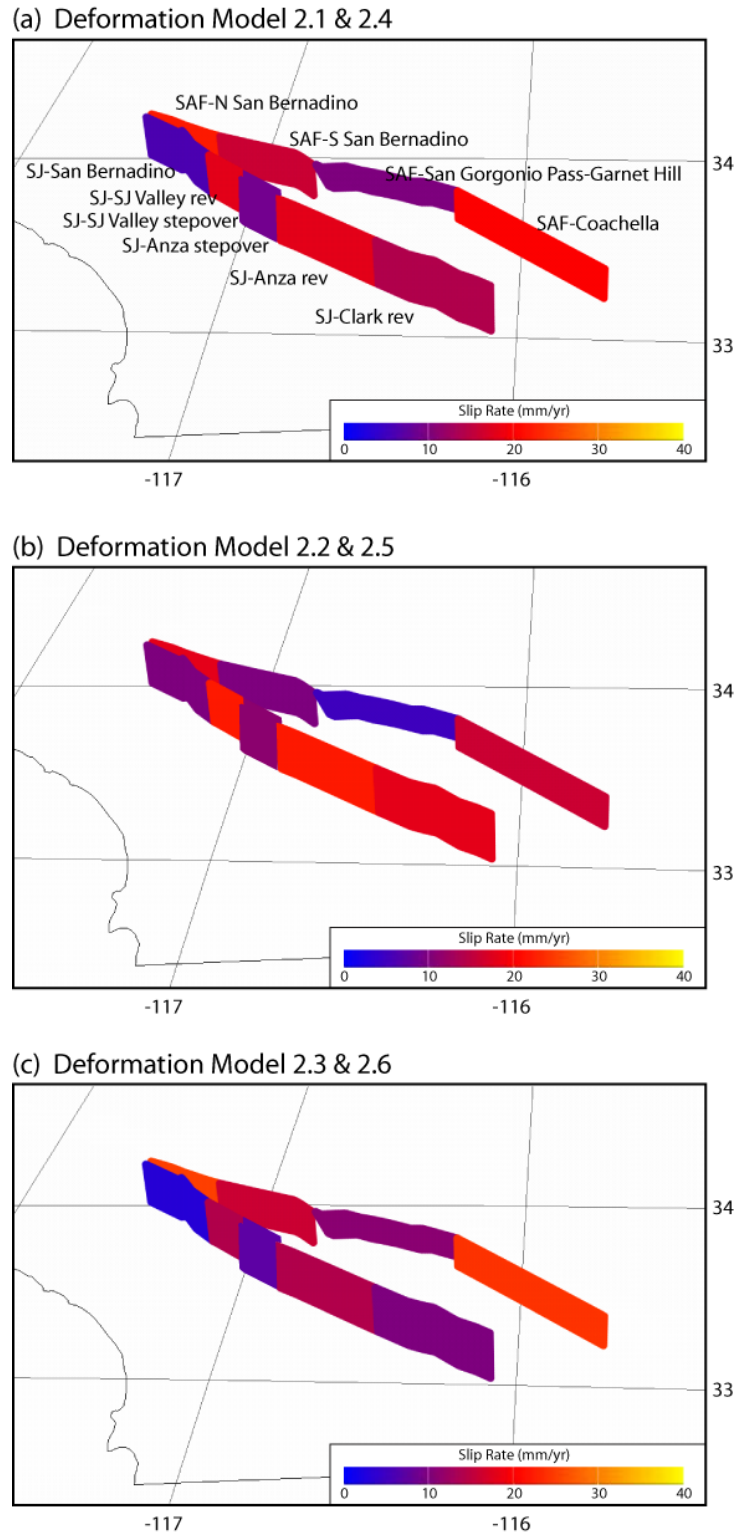 (a) Deformation Model 2.1 & 2.4
SAF-N San Bernadino
SAF-S San Bernadino
34
SJ-San Bernadino
SAF-San Gorgonio Pass-Garnet Hill
SJ-SJ Valley rev
SJ-SJ Valley stepover
SAF-Coachella
SJ-Anza stepover
SJ-Anza rev
SJ-Clark rev
33
Slip Rate (mm/yr)
0 10 20 30 40
-117 -116
(b) Deformation Model 2.2 & 2.5
34
33
Slip Rate (mm/yr)
0 10 20 30 40
-117 -116
(c) Deformation Model 2.3 & 2.6
34
33
Slip Rate (mm/yr)
0 10 20 30 40
-117 -116